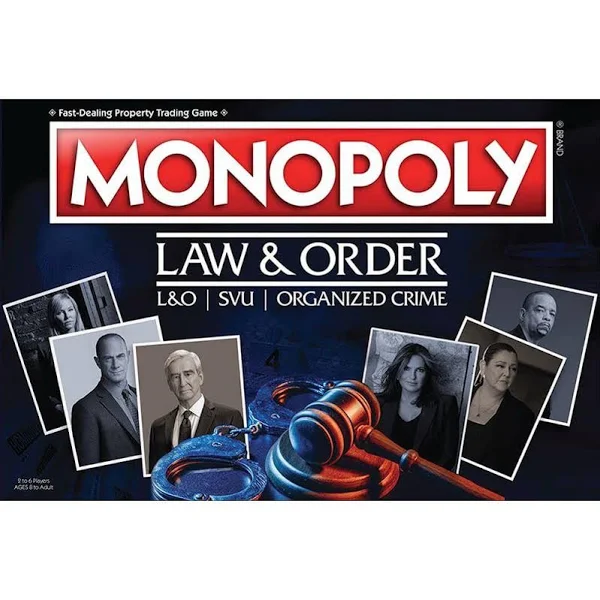 Fast-Dealing Property Trading Game
MONOPOLY
® BRAND
LAW & ORDER
L&O | SVU | ORGANIZED CRIME
2 to 6 Players
AGES 8 to Adult